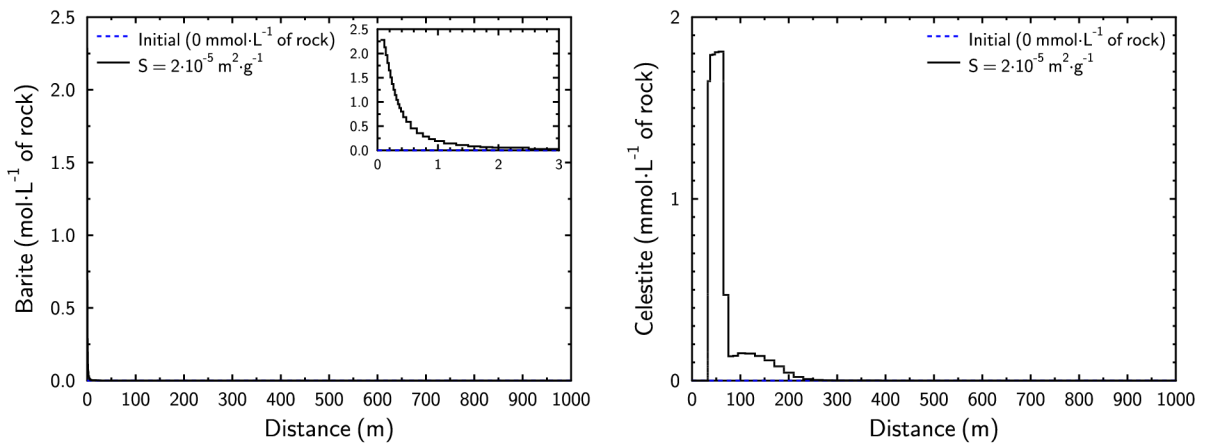 2.5
2.0
1.5
1.0
0.5
0.0
Barite (mol·L⁻¹ of rock)
Initial (0 mmol·L⁻¹ of rock)
S = 2·10⁻⁵ m²·g⁻¹
2.5
2.0
1.5
1.0
0.5
0.0
0 1 2 3
0 100 200 300 400 500 600 700 800 900 1000
Distance (m)
2
1
0
Celestite (mmol·L⁻¹ of rock)
Initial (0 mmol·L⁻¹ of rock)
S = 2·10⁻⁵ m²·g⁻¹
0 100 200 300 400 500 600 700 800 900 1000
Distance (m)